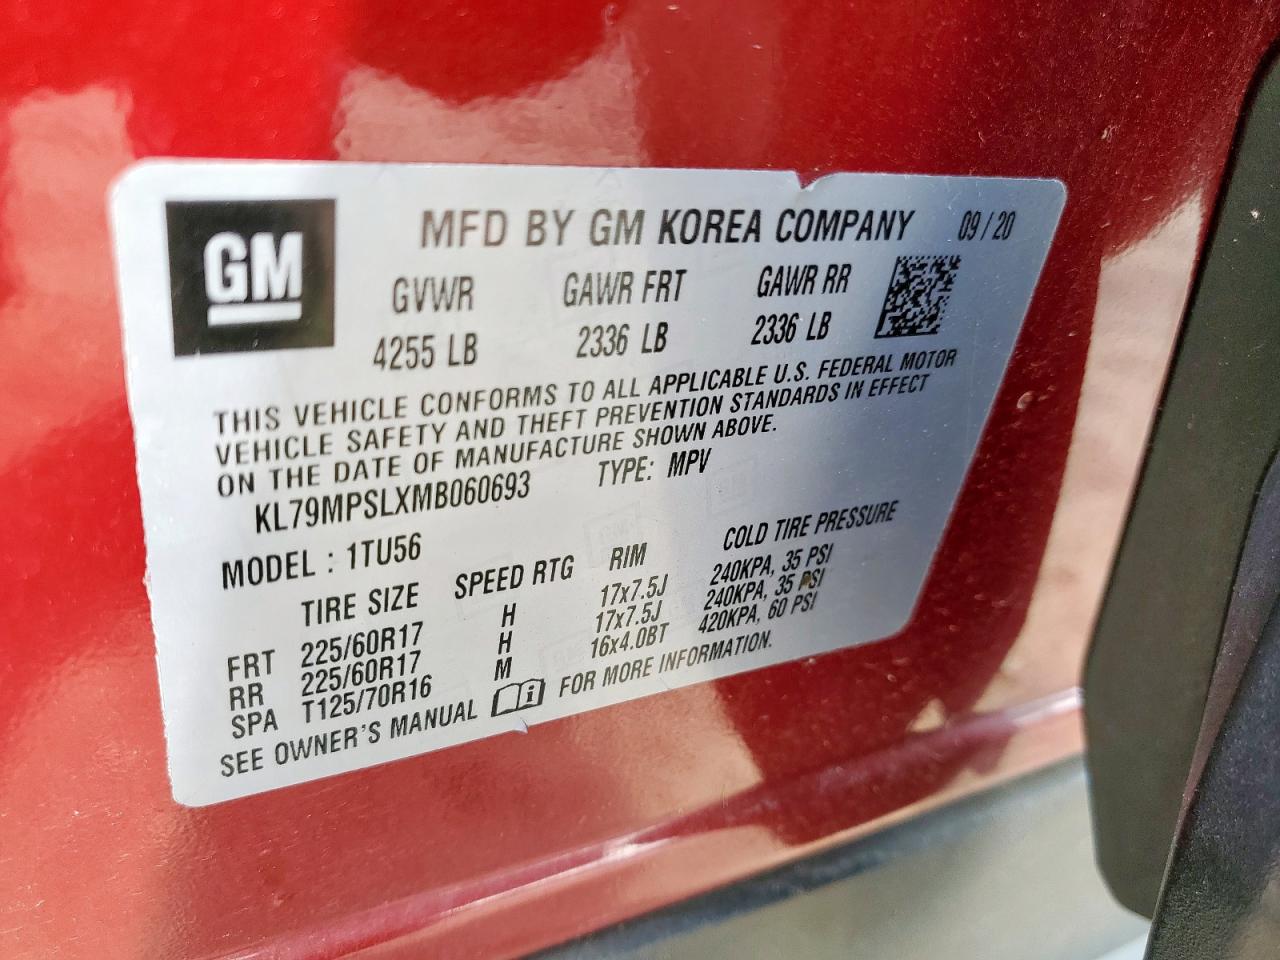 GM
MFD BY GM KOREA COMPANY 09/20
GVWR GAWR FRT GAWR RR
4255 LB 2336 LB 2336 LB
THIS VEHICLE CONFORMS TO ALL APPLICABLE U.S. FEDERAL MOTOR
VEHICLE SAFETY AND THEFT PREVENTION STANDARDS IN EFFECT
ON THE DATE OF MANUFACTURE SHOWN ABOVE.
KL79MPSLXMB060693 TYPE: MPV
MODEL : 1TU56
TIRE SIZE SPEED RTG RIM COLD TIRE PRESSURE
FRT 225/60R17 H 17x7.5J 240KPA, 35 PSI
RR 225/60R17 H 17x7.5J 240KPA, 35 PSI
SPA T125/70R16 M 16x4.0BT 420KPA, 60 PSI
SEE OWNER'S MANUAL i FOR MORE INFORMATION.